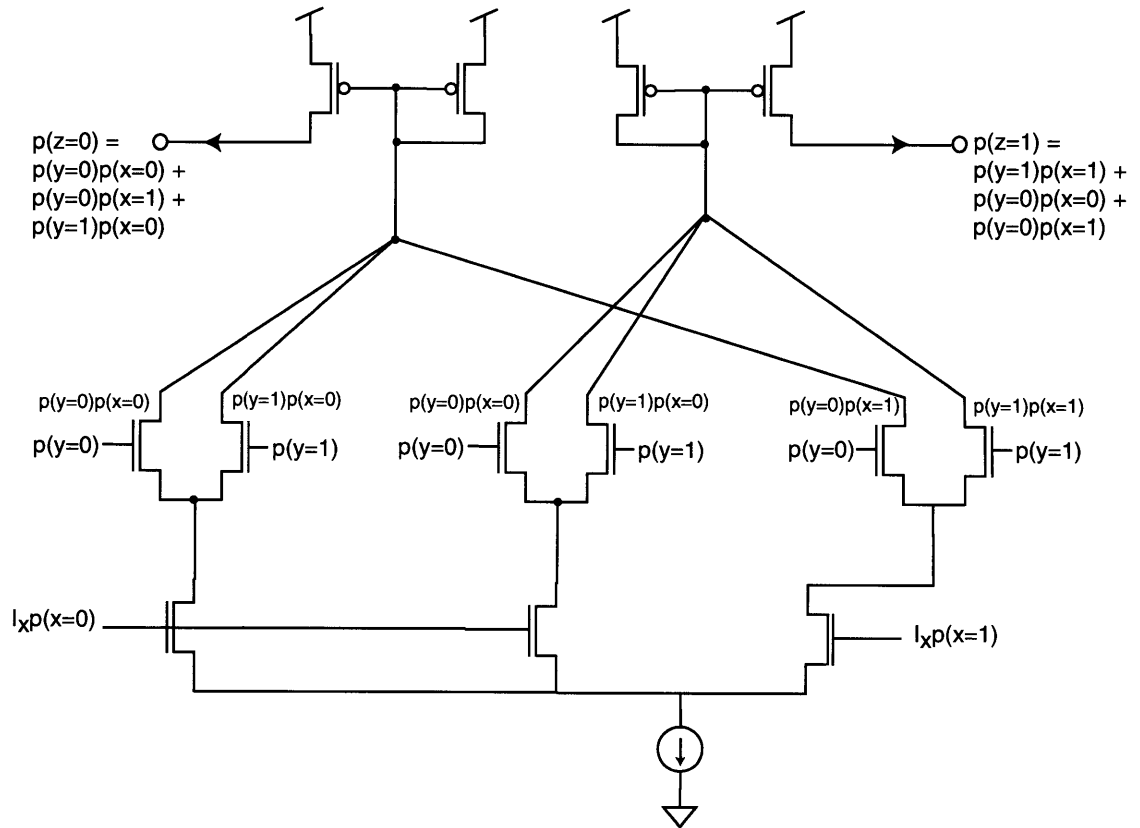 p(z=0) =
p(y=0)p(x=0) +
p(y=0)p(x=1) +
p(y=1)p(x=0)
p(z=1) =
p(y=1)p(x=1) +
p(y=0)p(x=0) +
p(y=0)p(x=1)
p(y=0)p(x=0)
p(y=1)p(x=0)
p(y=0)p(x=0)
p(y=1)p(x=0)
p(y=0)p(x=1)
p(y=1)p(x=1)
p(y=0)
p(y=1)
p(y=0)
p(y=1)
p(y=0)
p(y=1)
Ixp(x=0)
Ixp(x=1)